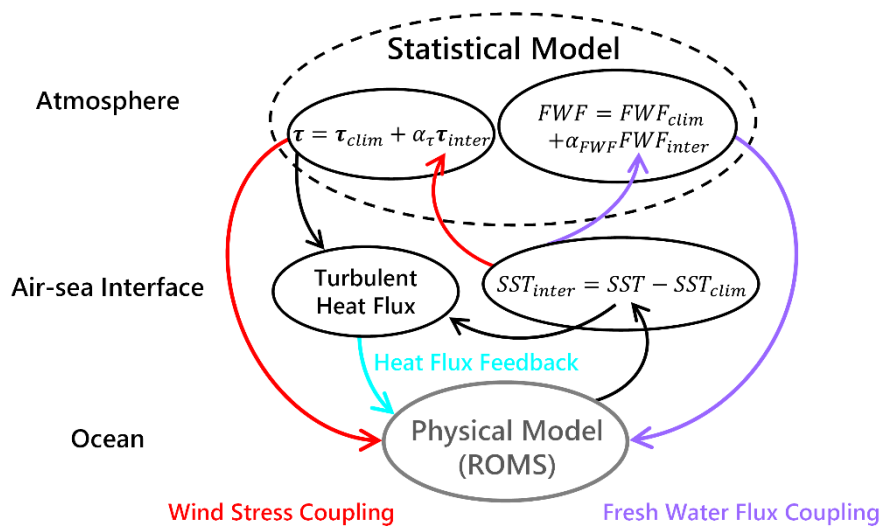 Statistical Model
Atmosphere
τ = τ_clim + α_τ τ_inter
FWF = FWF_clim
+α_FWF FWF_inter
Air-sea Interface
Turbulent
Heat Flux
SST_inter = SST − SST_clim
Heat Flux Feedback
Ocean
Physical Model
(ROMS)
Wind Stress Coupling
Fresh Water Flux Coupling